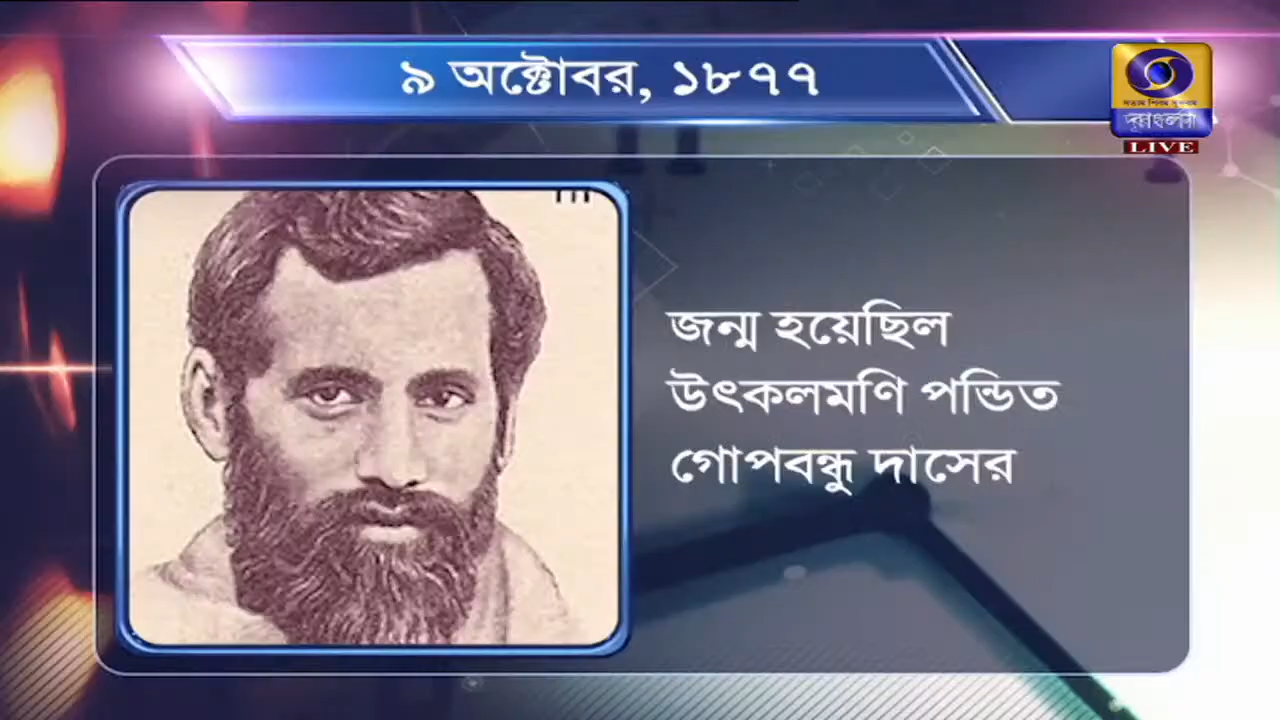 ৯ অক্টোবর, ১৮৭৭
LIVE
জন্ম হয়েছিল
উৎকলমণি পন্ডিত
গোপবন্ধু দাসের